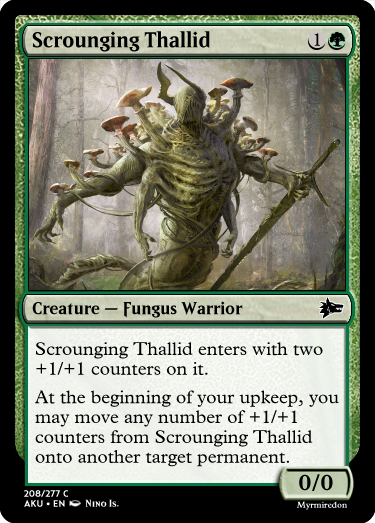 Scrounging Thallid 1
Creature — Fungus Warrior
Scrounging Thallid enters with two
+1/+1 counters on it.
At the beginning of your upkeep, you
may move any number of +1/+1
counters from Scrounging Thallid
onto another target permanent.
0/0
208/277 C
AKU • EN Nino Is.
Myrmiredon